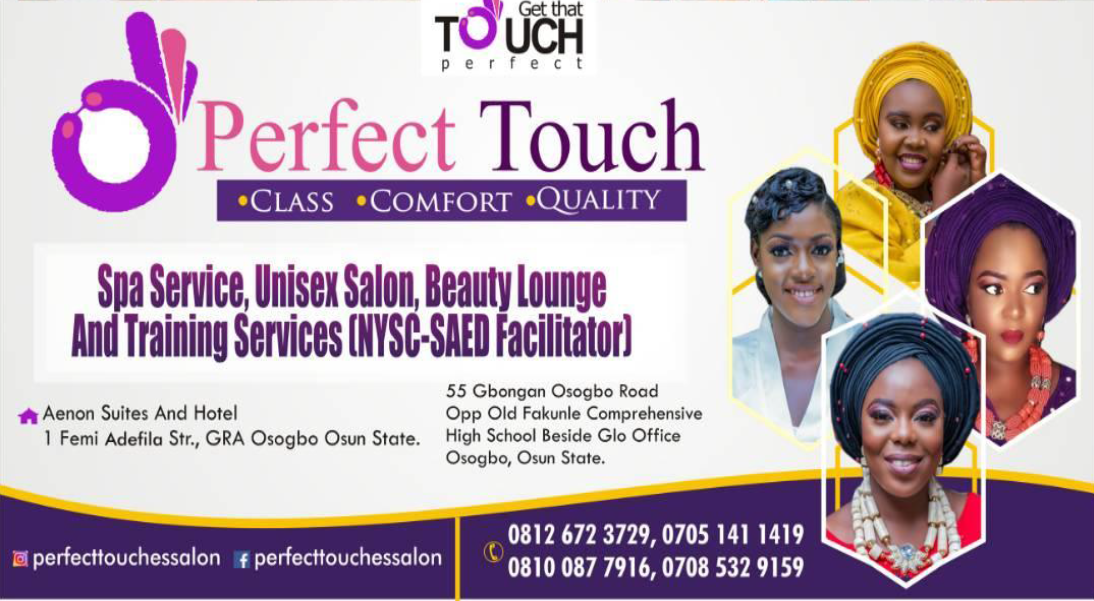 Get that
TOUCH
perfect
Perfect Touch
•CLASS •COMFORT •QUALITY
Spa Service, Unisex Salon, Beauty Lounge
And Training Services (NYSC-SAED Facilitator)
Aenon Suites And Hotel
1 Femi Adefila Str., GRA Osogbo Osun State.
55 Gbongan Osogbo Road
Opp Old Fakunle Comprehensive
High School Beside Glo Office
Osogbo, Osun State.
perfecttouchessalon perfecttouchessalon
0812 672 3729, 0705 141 1419
0810 087 7916, 0708 532 9159